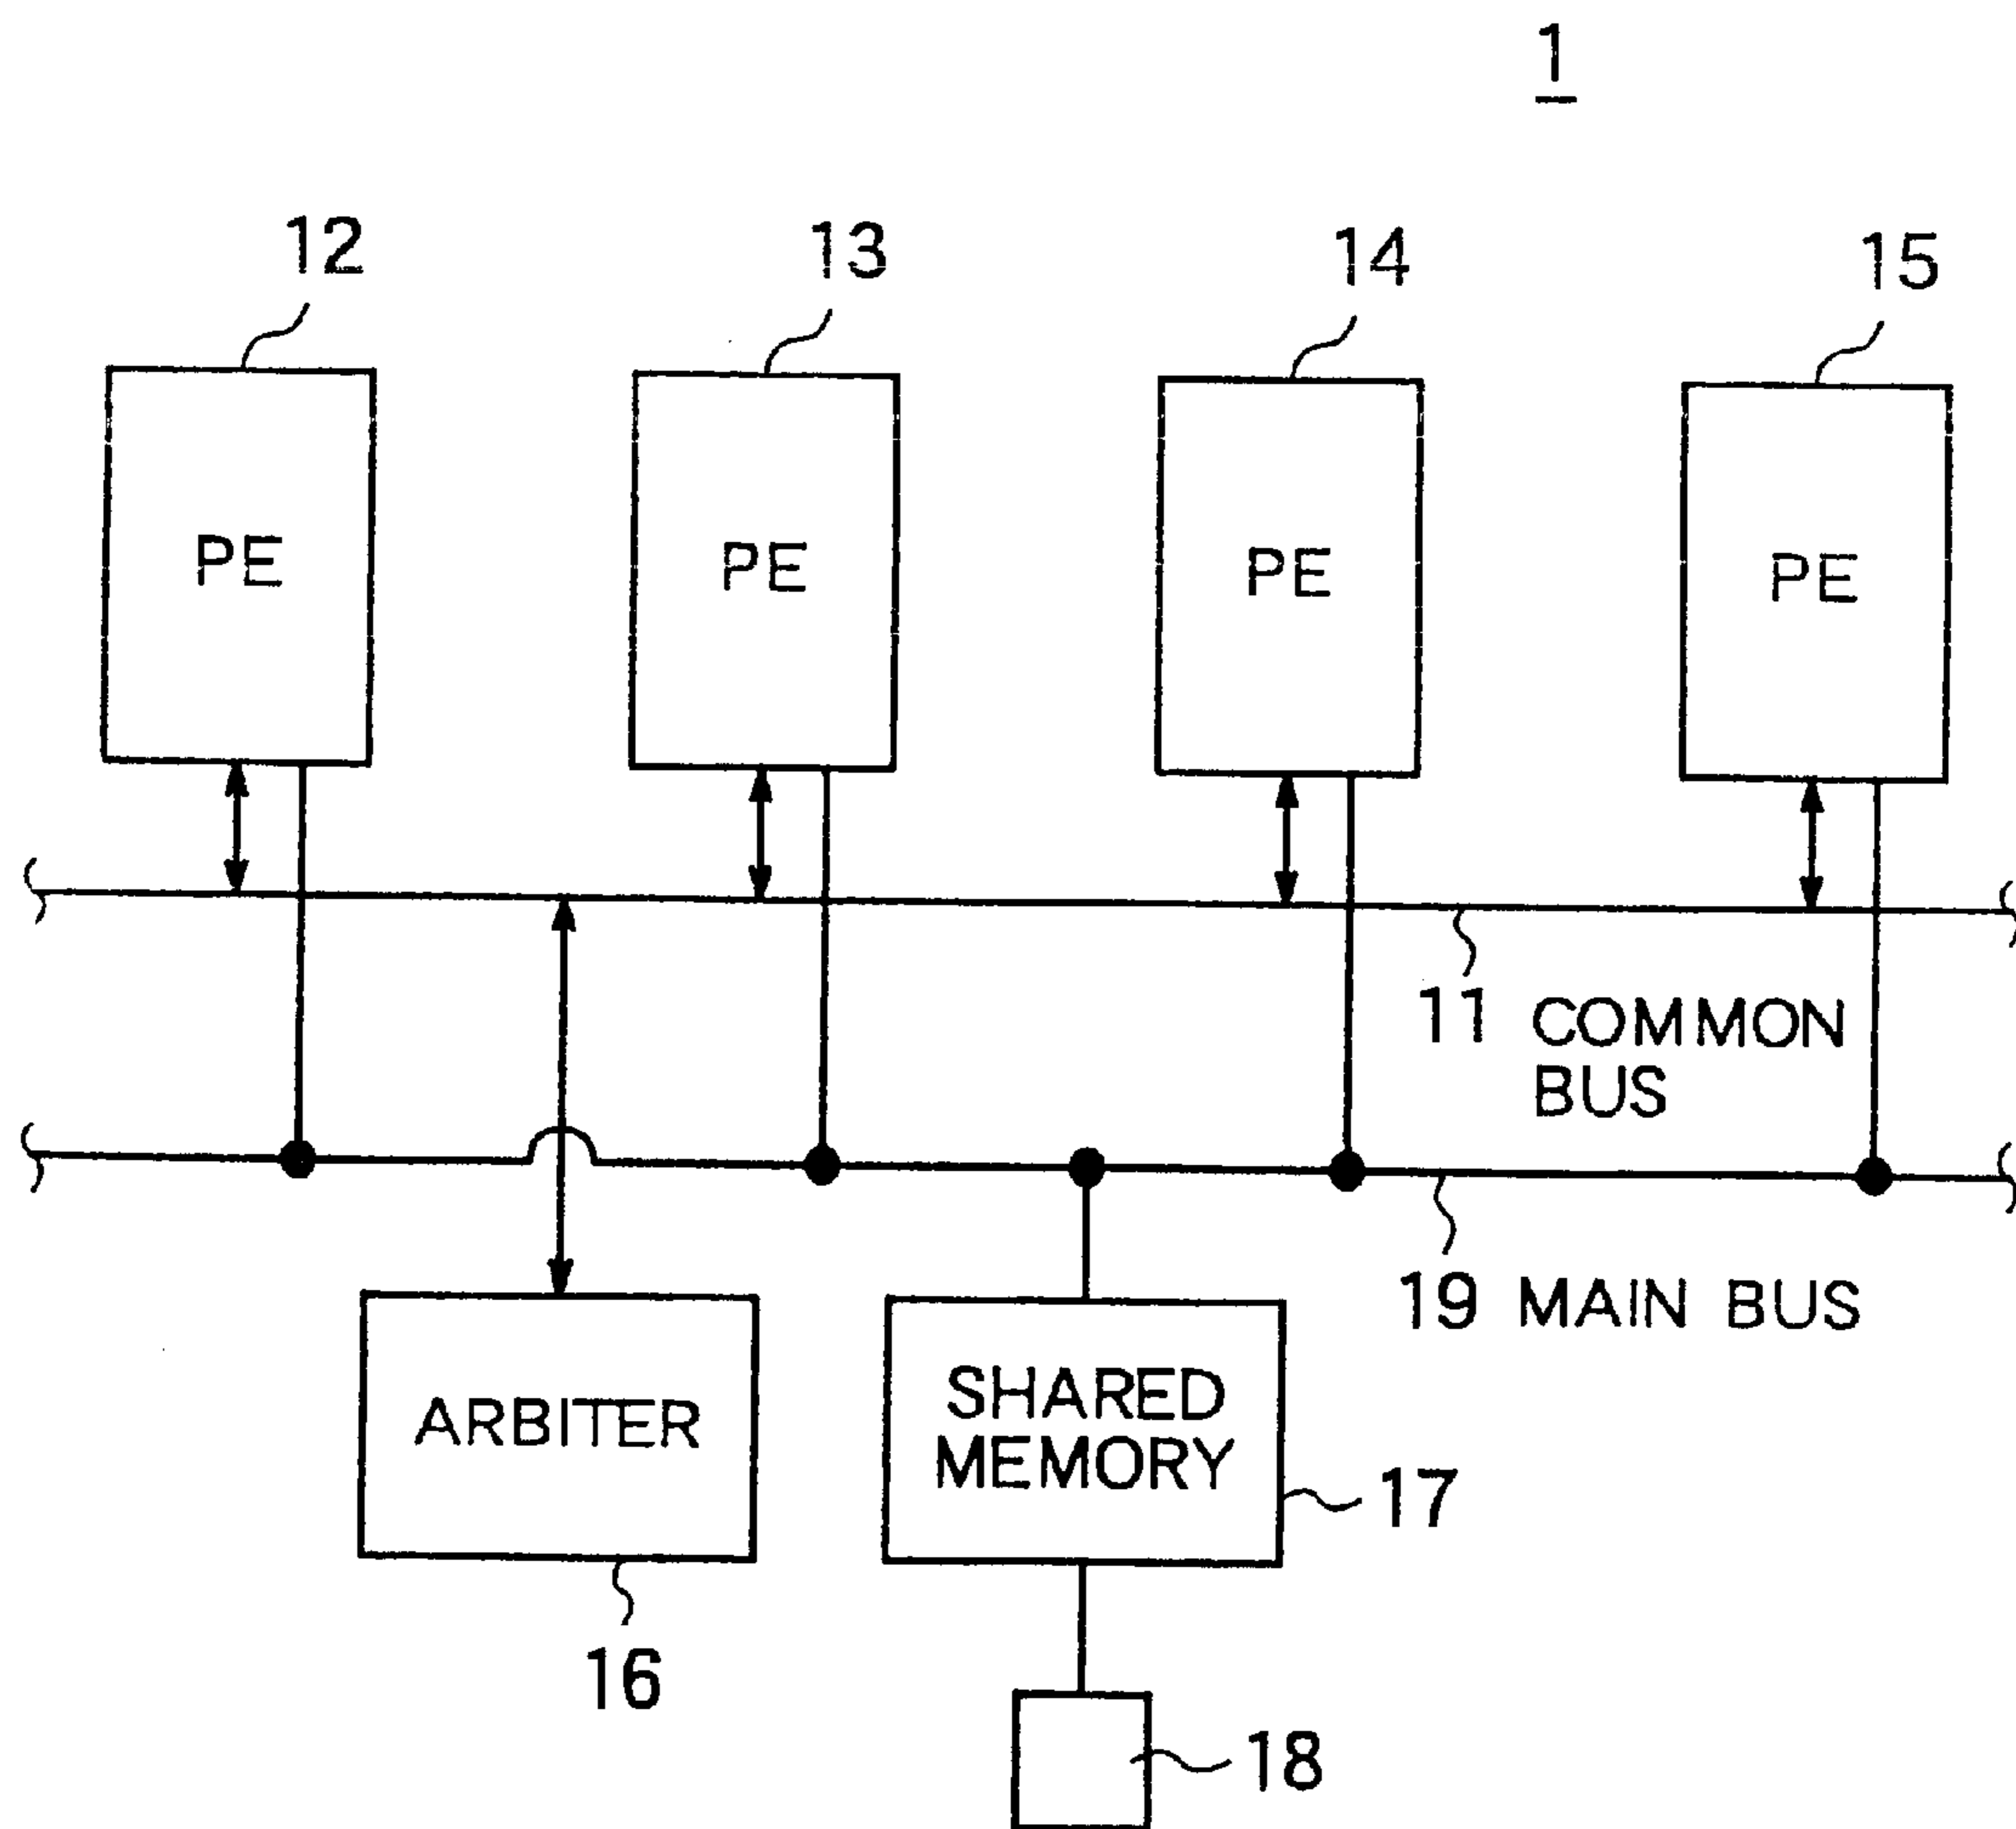 1
12
13
14
15
PE
PE
PE
PE
11 COMMON
BUS
19 MAIN BUS
ARBITER
SHARED
MEMORY
17
16
18